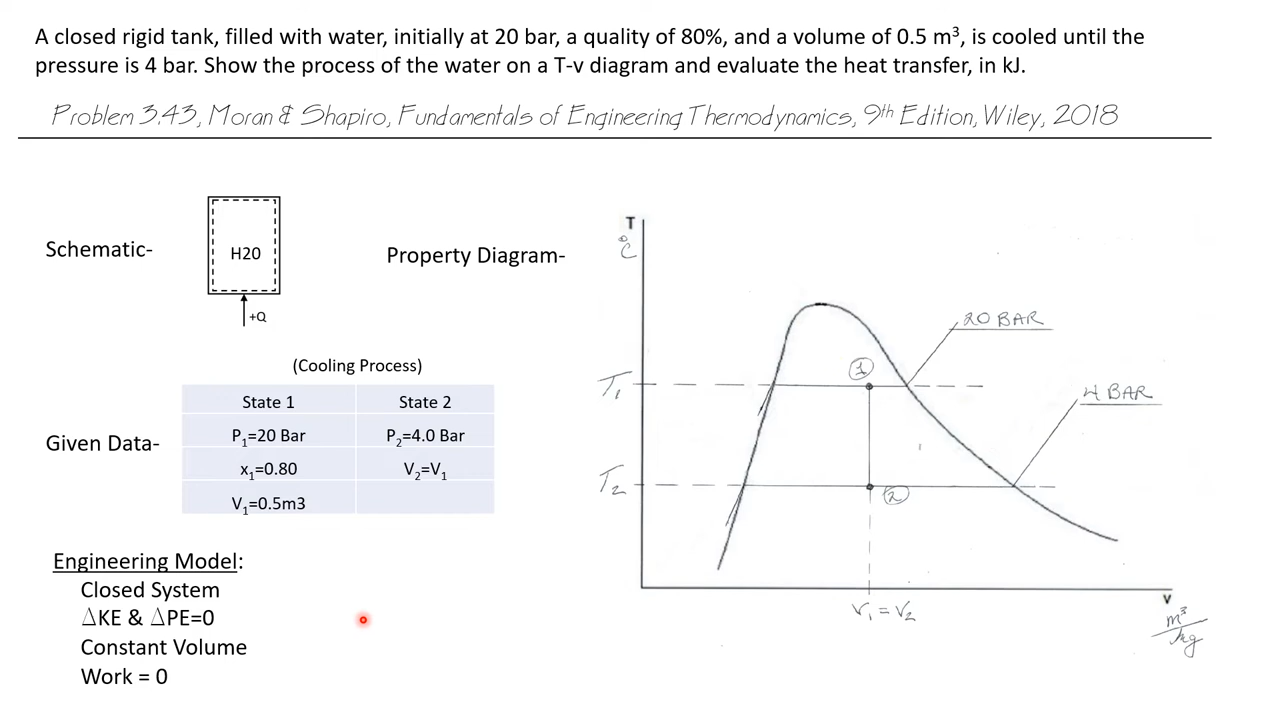 A closed rigid tank, filled with water, initially at 20 bar, a quality of 80%, and a volume of 0.5 m³, is cooled until the
pressure is 4 bar. Show the process of the water on a T-v diagram and evaluate the heat transfer, in kJ.
Problem 3.43, Moran & Shapiro, Fundamentals of Engineering Thermodynamics, 9th Edition, Wiley, 2018
Schematic-
H20
+Q
Property Diagram-
T
°C
20 BAR
1
T₁
4 BAR
T₂
2
v₁ = v₂
v
m³/kg
(Cooling Process)
Given Data-
State 1 State 2
P₁=20 Bar P₂=4.0 Bar
x₁=0.80 V₂=V₁
V₁=0.5m3
Engineering Model:
Closed System
△KE & △PE=0
Constant Volume
Work = 0